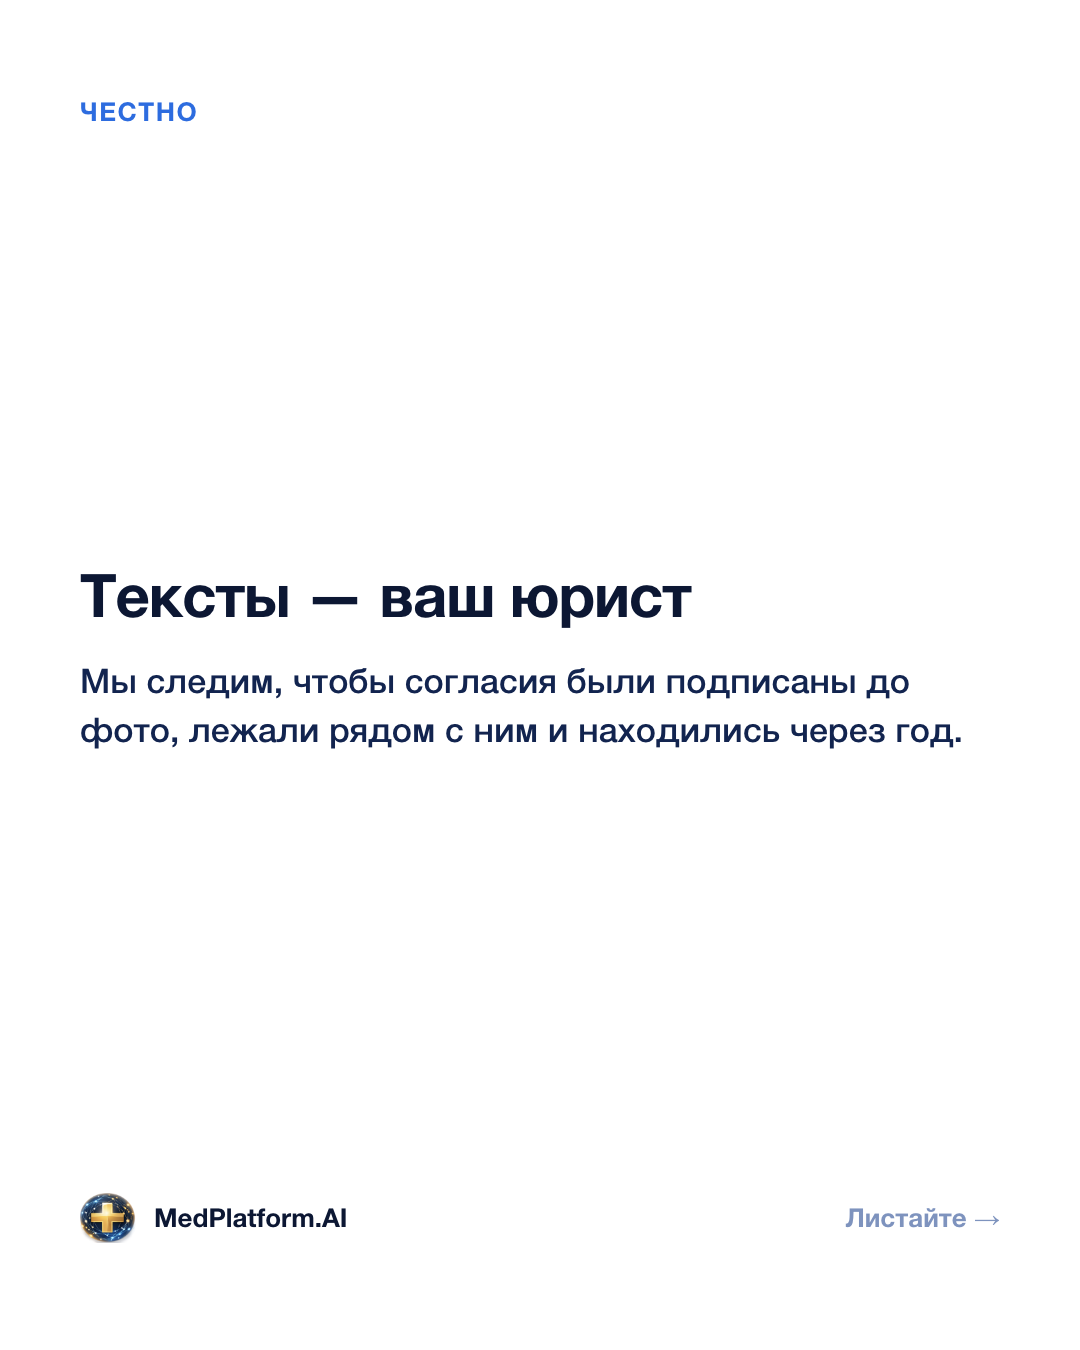 ЧЕСТНО
Тексты — ваш юрист
Мы следим, чтобы согласия были подписаны до
фото, лежали рядом с ним и находились через год.
MedPlatform.AI
Листайте →